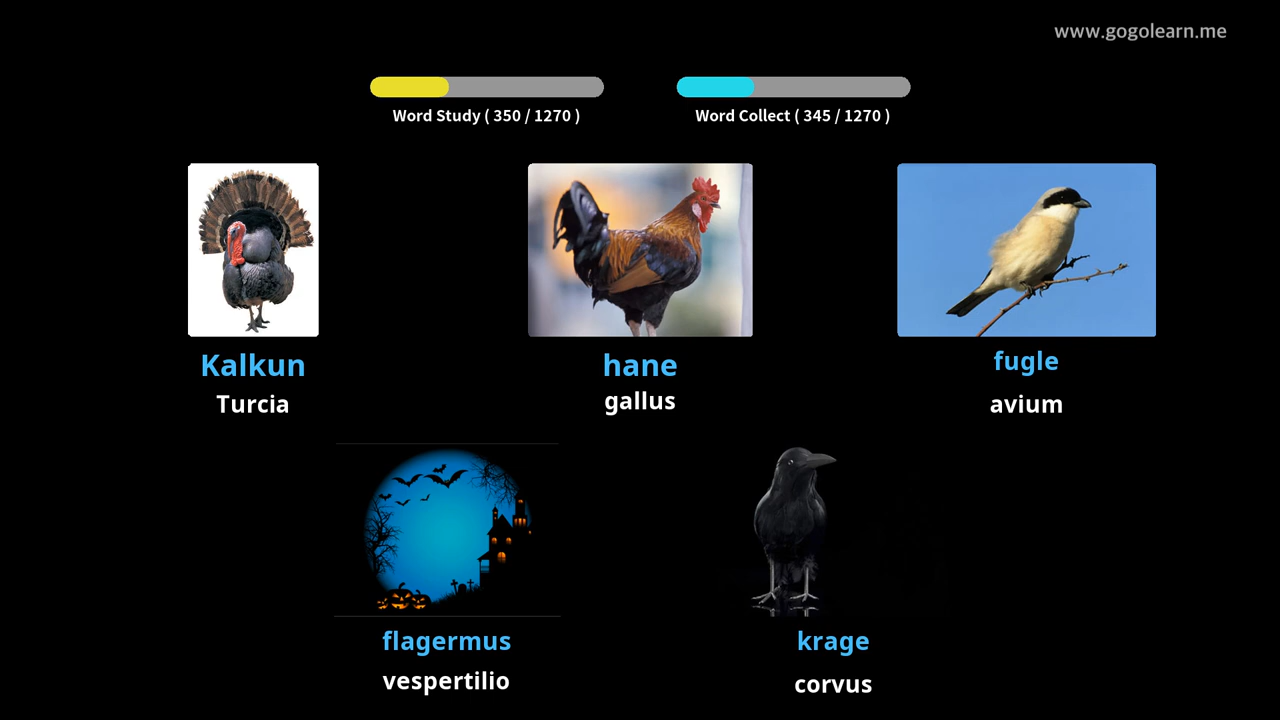 www.gogolearn.me
Word Study ( 350 / 1270 )
Word Collect ( 345 / 1270 )
Kalkun
Turcia
hane
gallus
fugle
avium
flagermus
vespertilio
krage
corvus